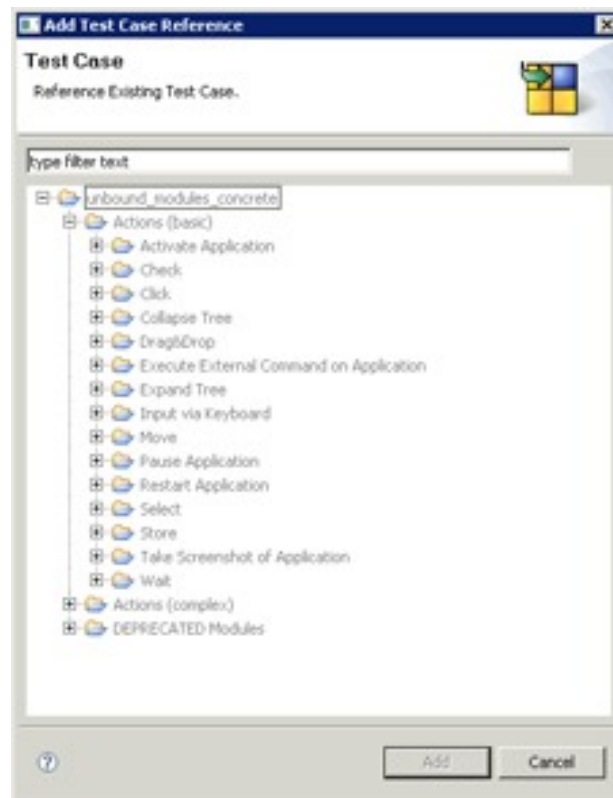 Add Test Case Reference
Test Case
Reference Existing Test Case.
type filter text
unbound_modules_concrete
Actions (basic)
Activate Application
Check
Click
Collapse Tree
Drag&Drop
Execute External Command on Application
Expand Tree
Input via Keyboard
Move
Pause Application
Restart Application
Select
Store
Take Screenshot of Application
Wait
Actions (complex)
DEPRECATED Modules
?
Add
Cancel